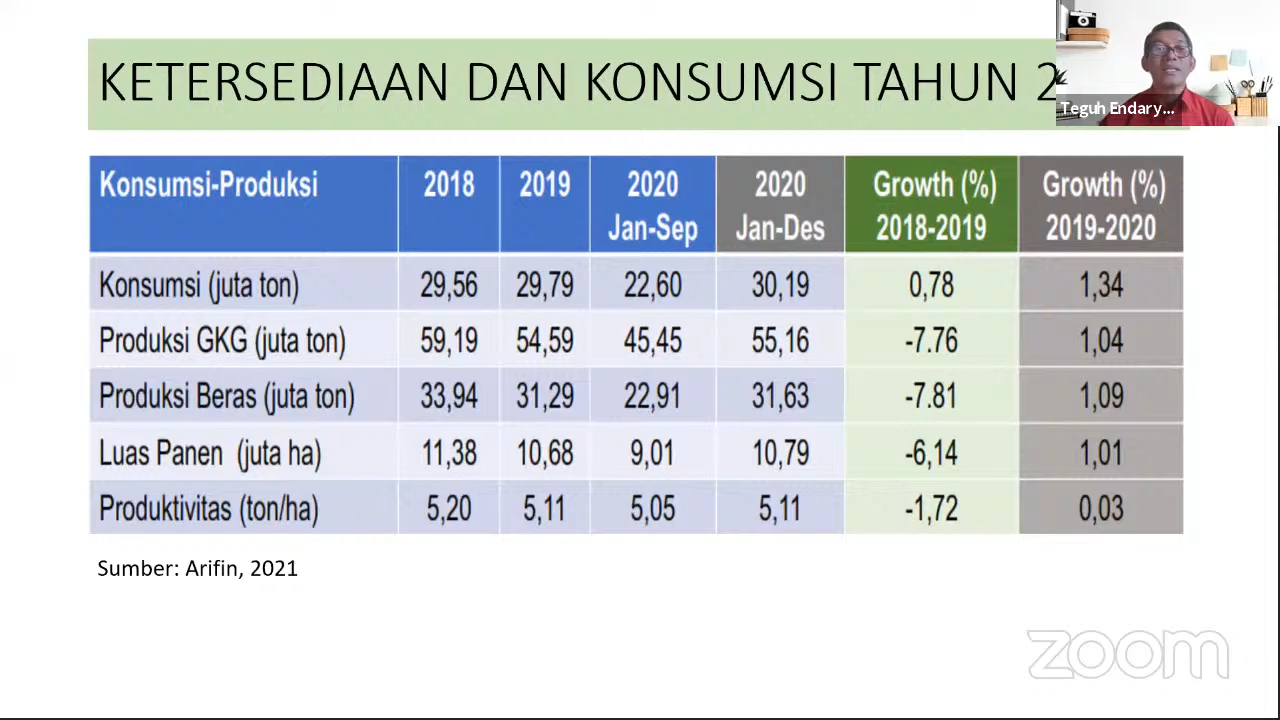 KETERSEDIAAN DAN KONSUMSI TAHUN 2
Teguh Endary...
Konsumsi-Produksi 2018 2019 2020 Jan-Sep 2020 Jan-Des Growth (%) 2018-2019 Growth (%) 2019-2020
Konsumsi (juta ton) 29,56 29,79 22,60 30,19 0,78 1,34
Produksi GKG (juta ton) 59,19 54,59 45,45 55,16 -7.76 1,04
Produksi Beras (juta ton) 33,94 31,29 22,91 31,63 -7.81 1,09
Luas Panen (juta ha) 11,38 10,68 9,01 10,79 -6,14 1,01
Produktivitas (ton/ha) 5,20 5,11 5,05 5,11 -1,72 0,03
Sumber: Arifin, 2021
zoom